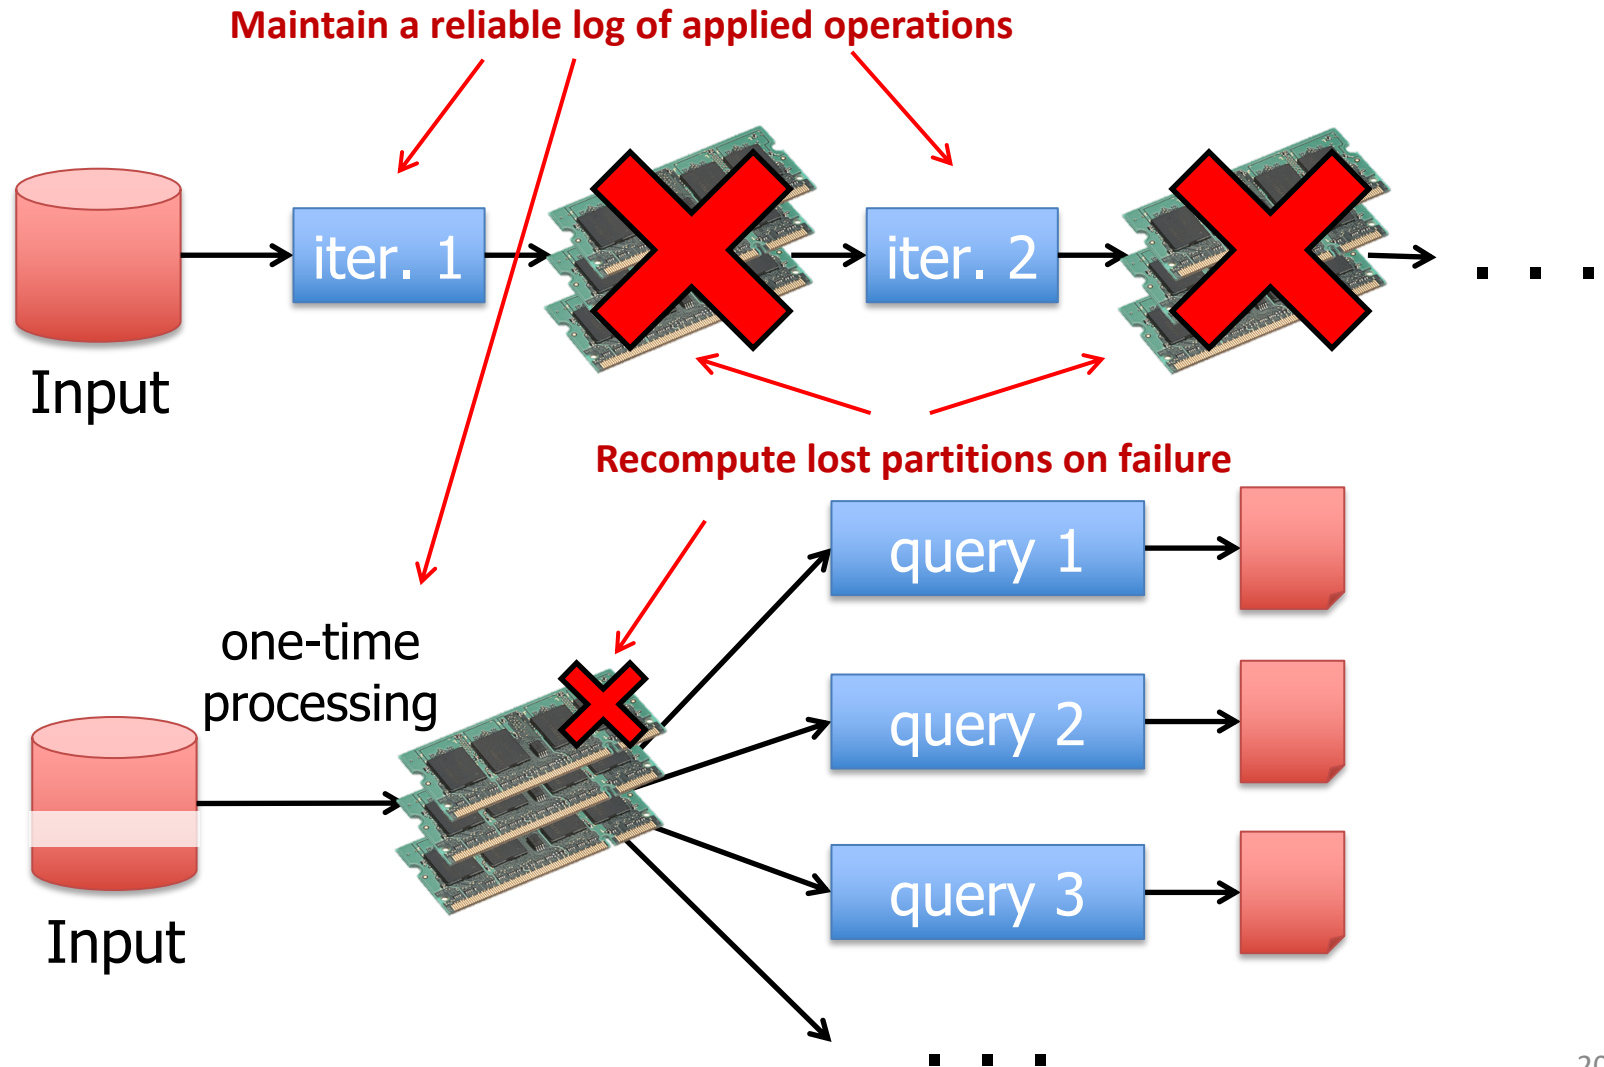 Maintain a reliable log of applied operations
iter. 1
iter. 2
. . .
Input
Recompute lost partitions on failure
query 1
one-time
processing
query 2
query 3
Input
. . .
20